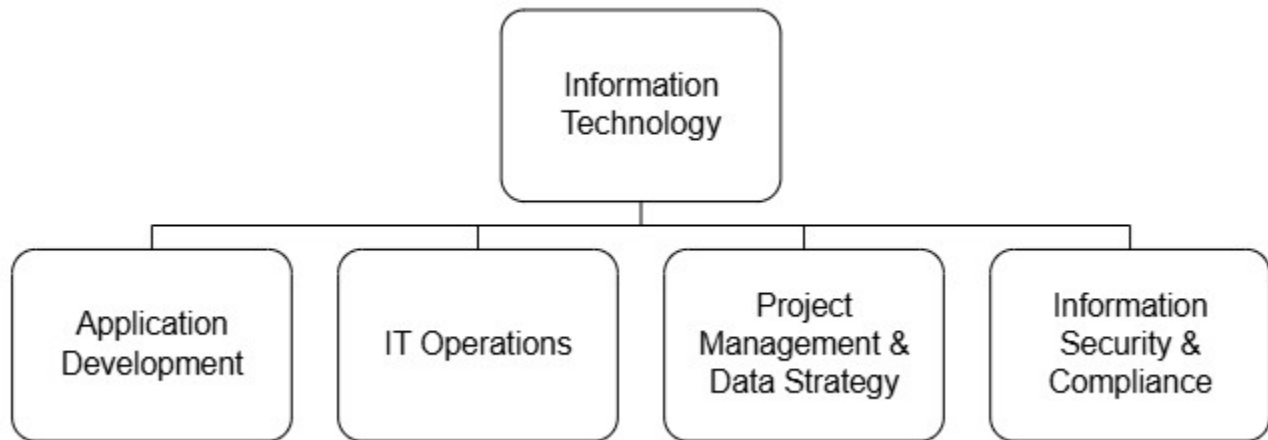 Information
Technology
Application
Development
IT Operations
Project
Management &
Data Strategy
Information
Security &
Compliance